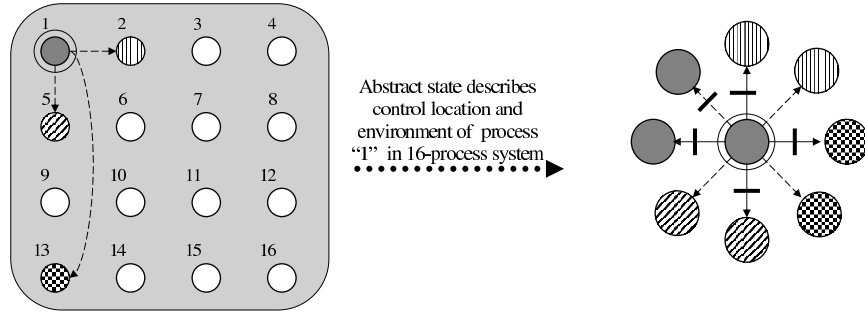 1 2 3 4
5 6 7 8
Abstract state describes
control location and
environment of process
“1” in 16-process system
9 10 11 12
13 14 15 16